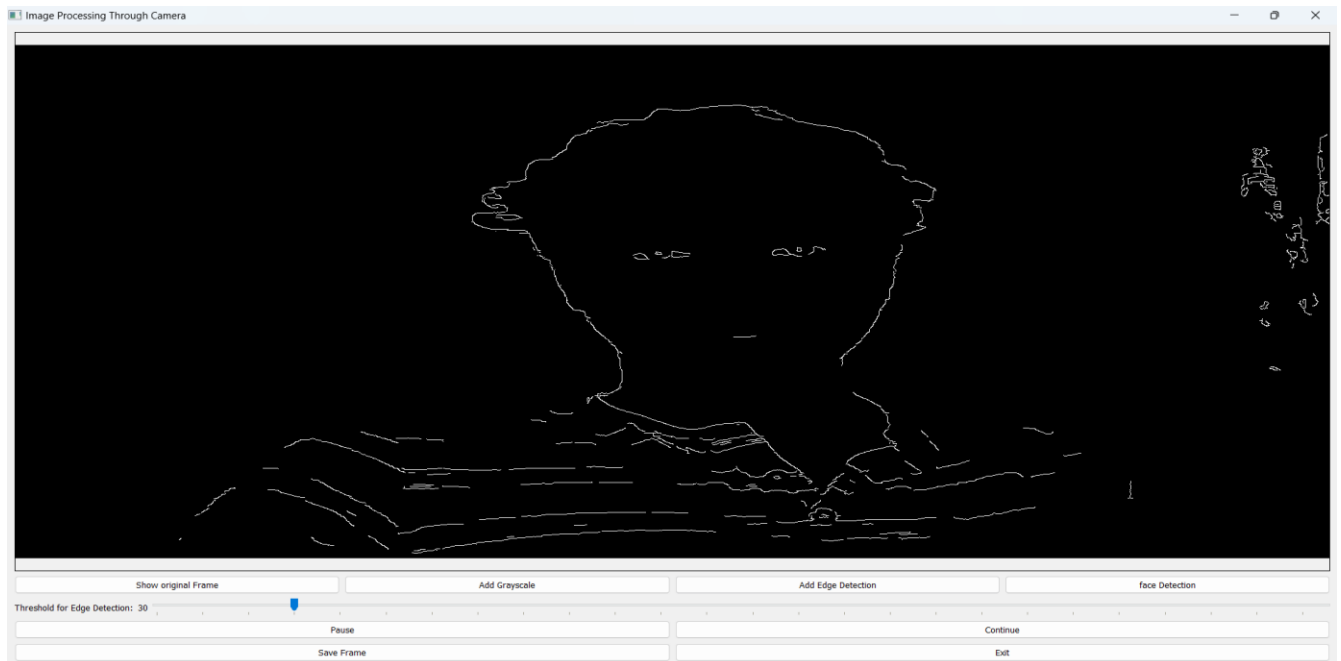 Image Processing Through Camera
Show original Frame
Add Grayscale
Add Edge Detection
face Detection
Threshold for Edge Detection: 30
Pause
Continue
Save Frame
Exit